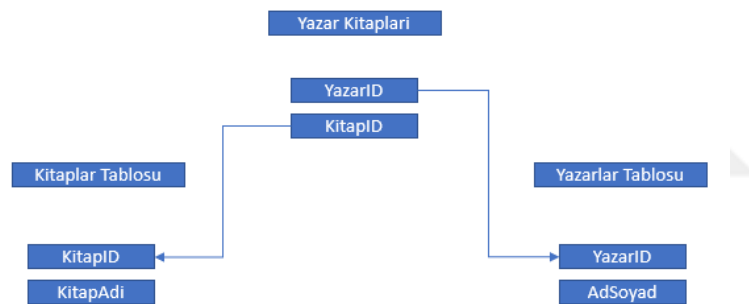 Yazar Kitaplari
YazarID
KitapID
Kitaplar Tablosu
Yazarlar Tablosu
KitapID
YazarID
KitapAdi
AdSoyad